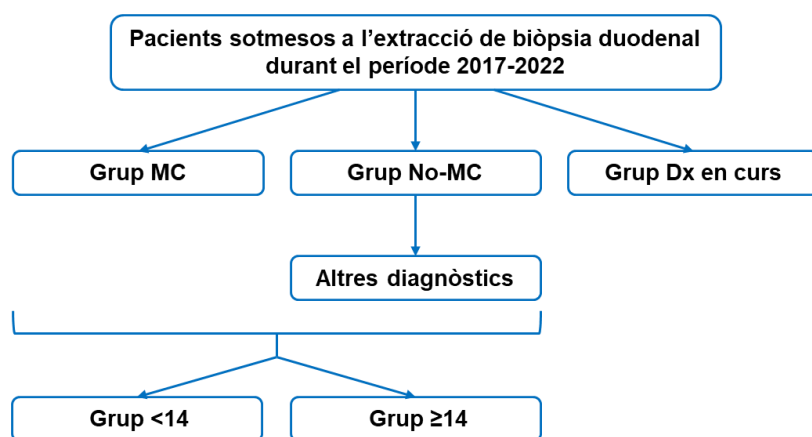 Pacients sotmesos a l’extracció de biòpsia duodenal
durant el període 2017-2022
Grup MC
Grup No-MC
Grup Dx en curs
Altres diagnòstics
Grup <14
Grup ≥14